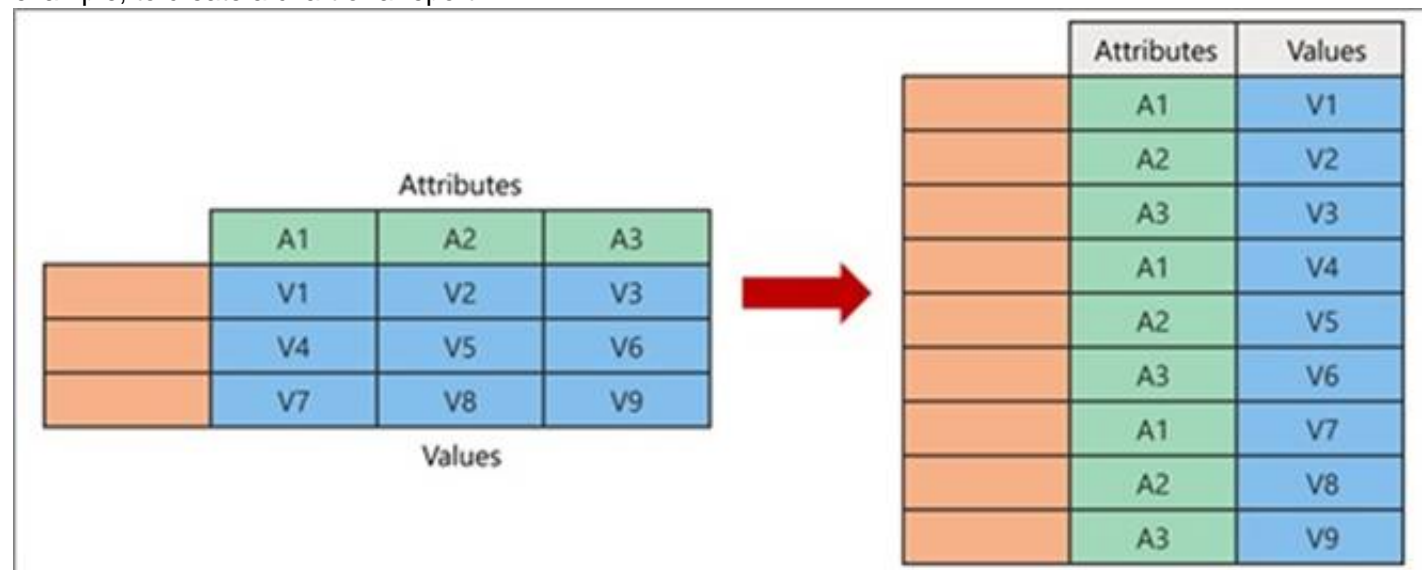 Attributes
A1 A2 A3
V1 V2 V3
V4 V5 V6
V7 V8 V9
Values
Attributes Values
A1 V1
A2 V2
A3 V3
A1 V4
A2 V5
A3 V6
A1 V7
A2 V8
A3 V9